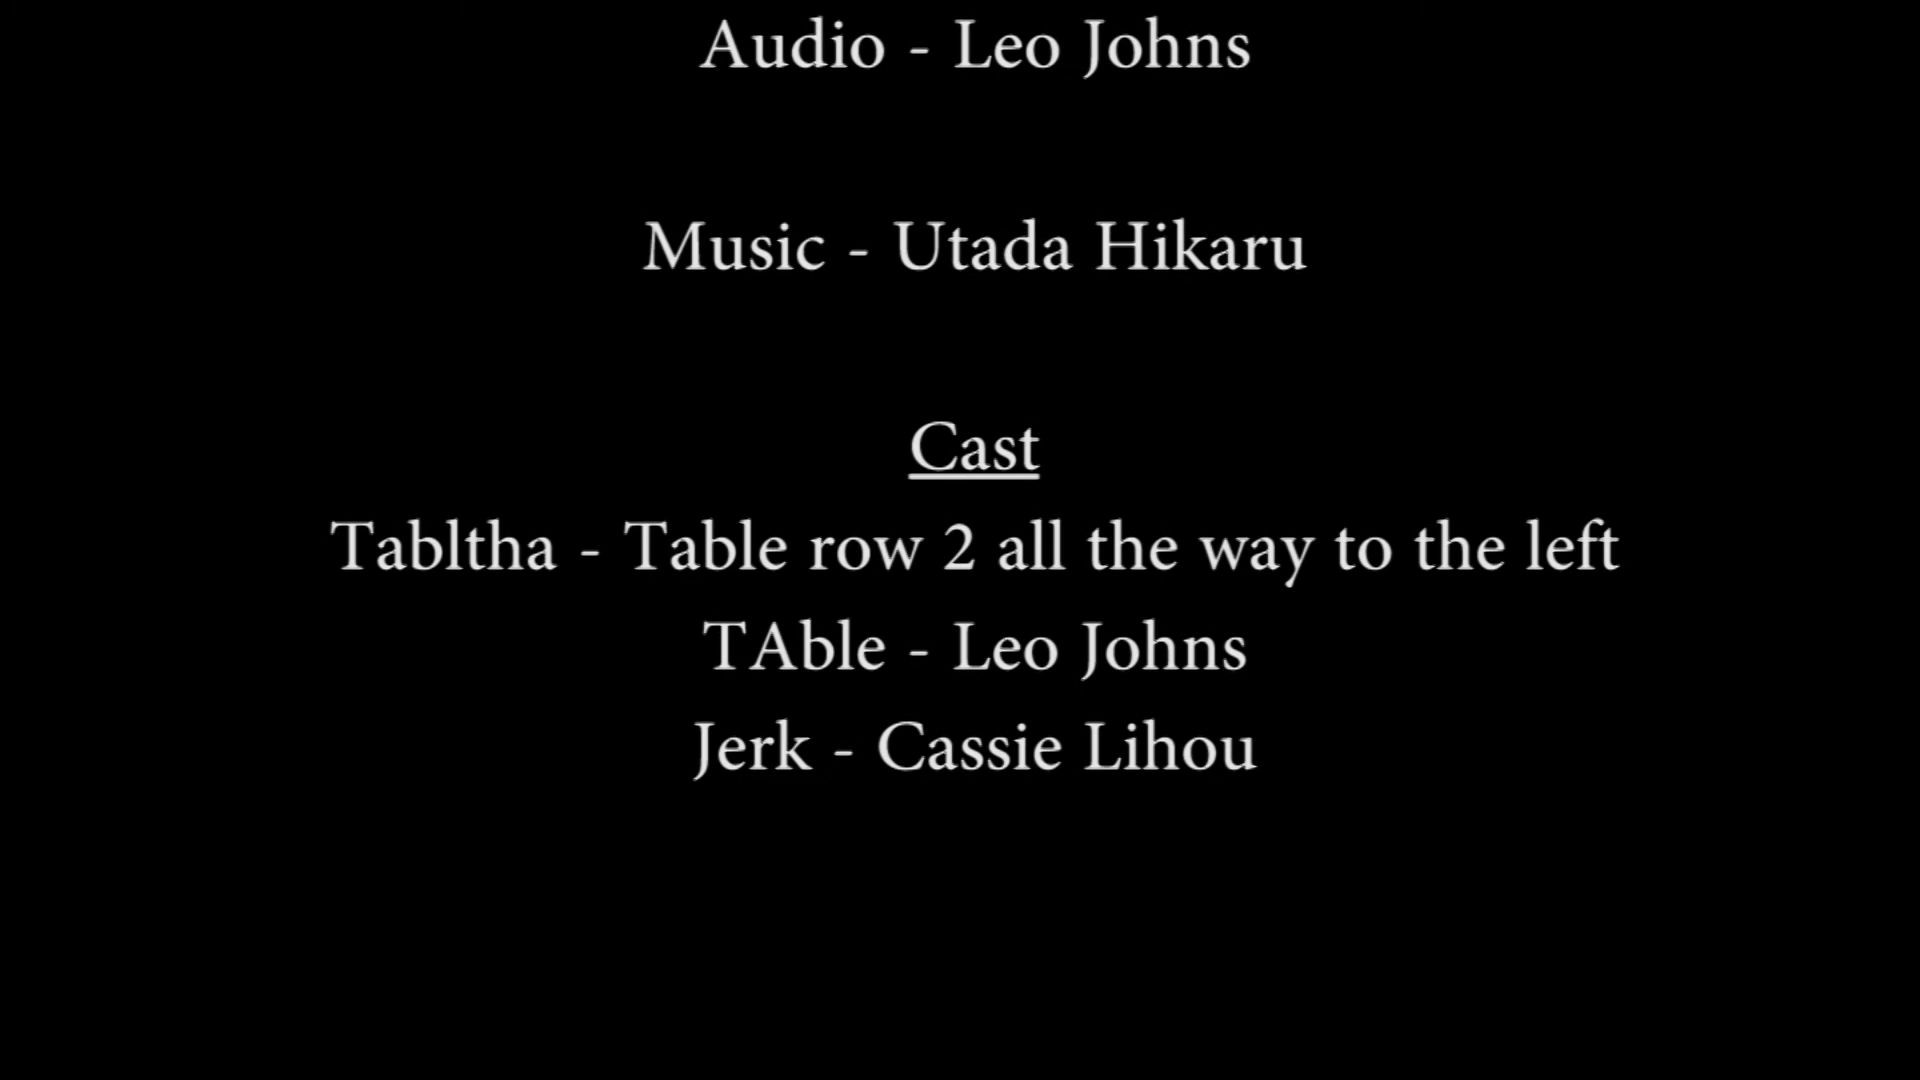 Audio - Leo Johns
Music - Utada Hikaru
Cast
Tabltha - Table row 2 all the way to the left
TAble - Leo Johns
Jerk - Cassie Lihou